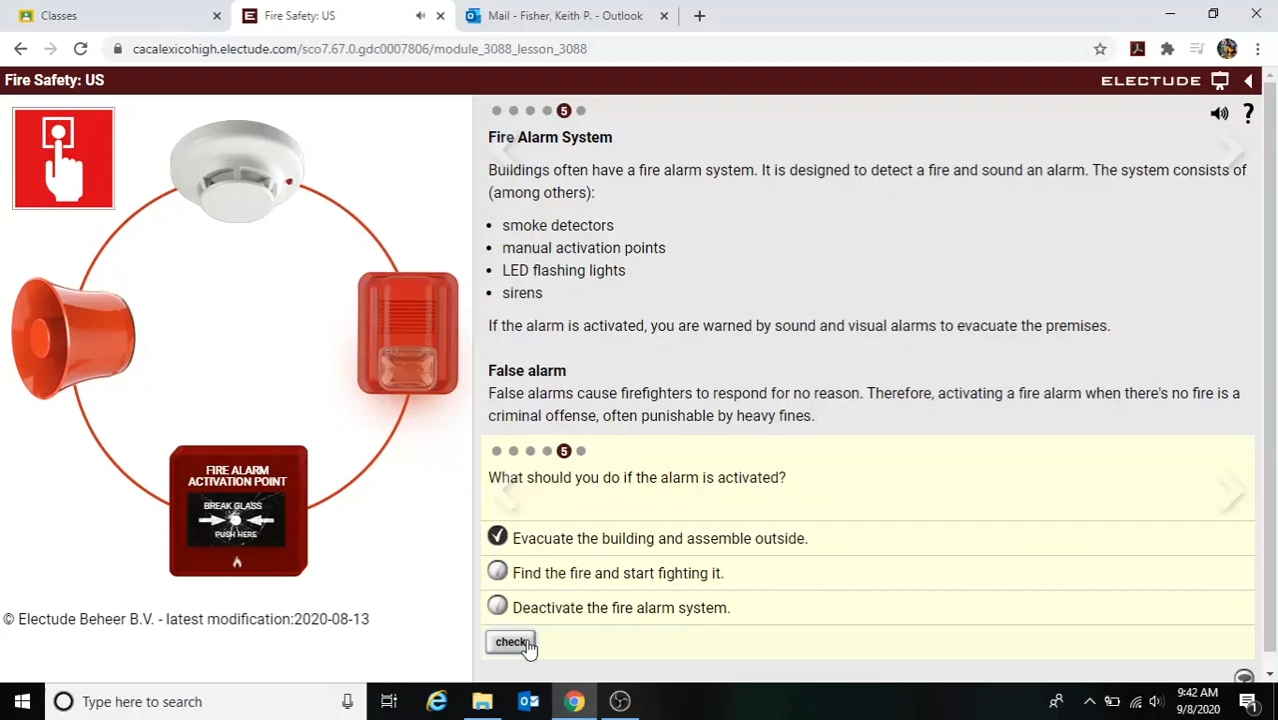 Classes
Fire Safety: US
Mail - Fisher, Keith P. - Outlook
cacalexicohigh.electude.com/sco7.67.0.gdc0007806/module_3088_lesson_3088
Fire Safety: US
ELECTUDE
5
?
Fire Alarm System
Buildings often have a fire alarm system. It is designed to detect a fire and sound an alarm. The system consists of
(among others):
• smoke detectors
• manual activation points
• LED flashing lights
• sirens
If the alarm is activated, you are warned by sound and visual alarms to evacuate the premises.
False alarm
False alarms cause firefighters to respond for no reason. Therefore, activating a fire alarm when there's no fire is a
criminal offense, often punishable by heavy fines.
FIRE ALARM
ACTIVATION POINT
BREAK GLASS
PUSH HERE
5
What should you do if the alarm is activated?
Evacuate the building and assemble outside.
Find the fire and start fighting it.
Deactivate the fire alarm system.
check
© Electude Beheer B.V. - latest modification:2020-08-13
Type here to search
9:42 AM
9/8/2020
1